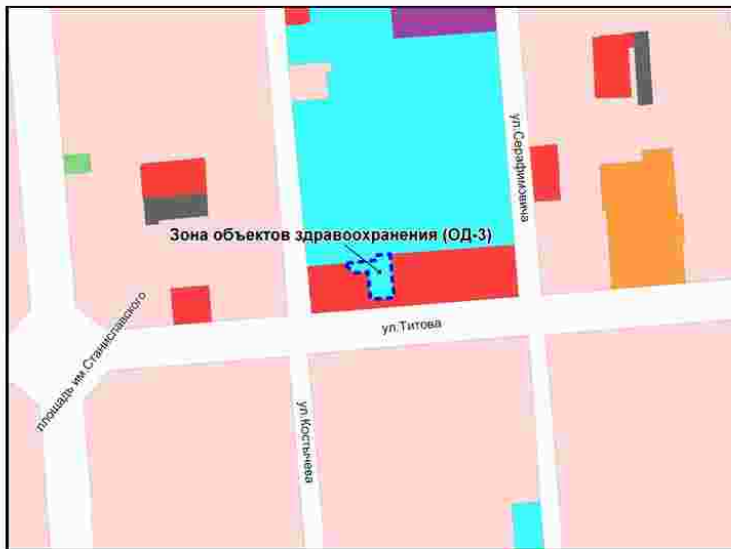 ул.Серафимовича
Зона объектов здравоохранения (ОД-3)
площадь им.Станиславского
ул.Титова
ул.Костычева